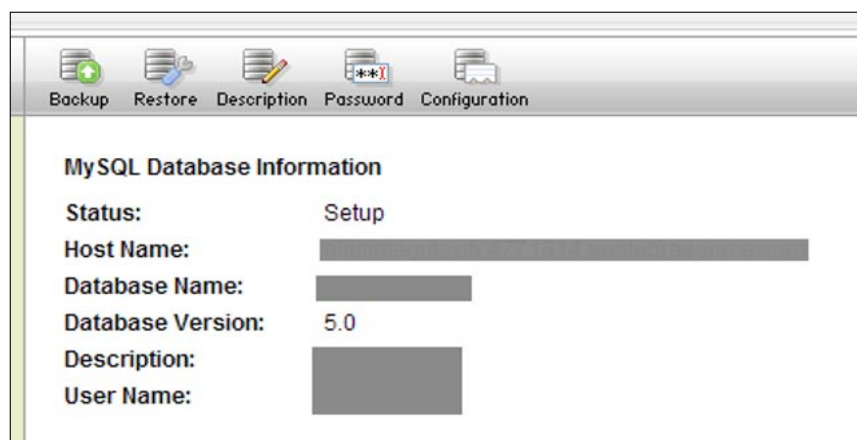 Backup Restore Description Password Configuration
MySQL Database Information
Status: Setup
Host Name:
Database Name:
Database Version: 5.0
Description:
User Name: